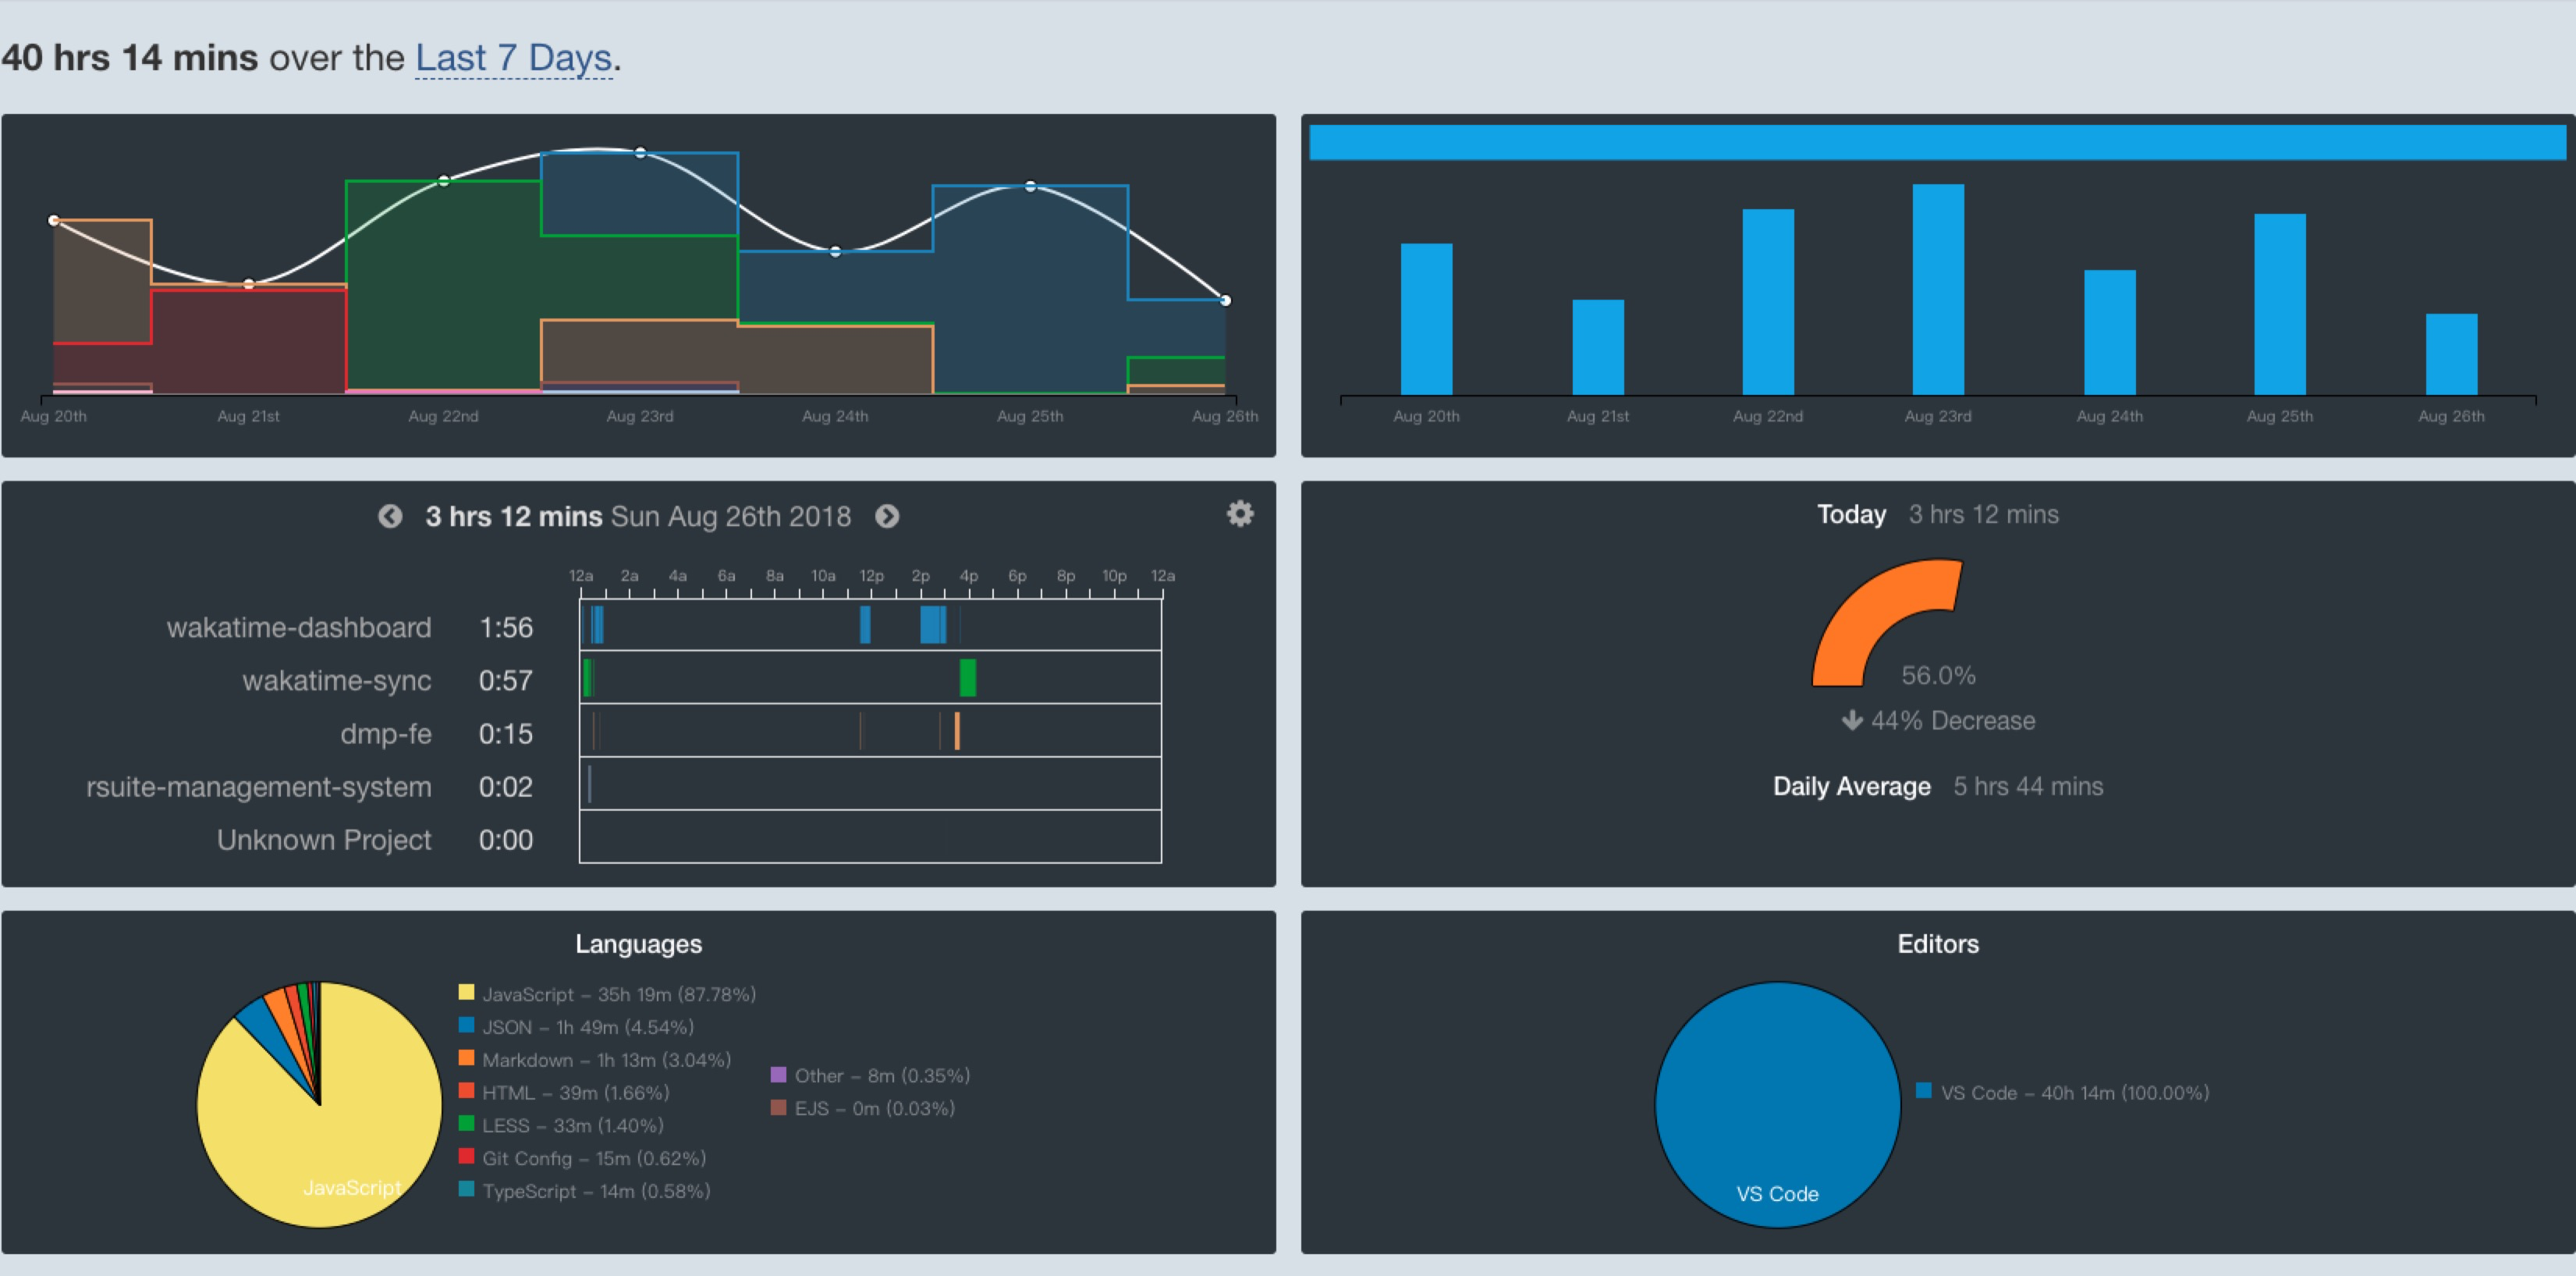 40 hrs 14 mins over the Last 7 Days.
Aug 20th Aug 21st Aug 22nd Aug 23rd Aug 24th Aug 25th Aug 26th
Aug 20th Aug 21st Aug 22nd Aug 23rd Aug 24th Aug 25th Aug 26th
3 hrs 12 mins Sun Aug 26th 2018
12a 2a 4a 6a 8a 10a 12p 2p 4p 6p 8p 10p 12a
wakatime-dashboard 1:56
wakatime-sync 0:57
dmp-fe 0:15
rsuite-management-system 0:02
Unknown Project 0:00
Today 3 hrs 12 mins
56.0%
44% Decrease
Daily Average 5 hrs 44 mins
Languages
JavaScript
JavaScript – 35h 19m (87.78%)
JSON – 1h 49m (4.54%)
Markdown – 1h 13m (3.04%)
HTML – 39m (1.66%)
LESS – 33m (1.40%)
Git Config – 15m (0.62%)
TypeScript – 14m (0.58%)
Other – 8m (0.35%)
EJS – 0m (0.03%)
Editors
VS Code
VS Code – 40h 14m (100.00%)